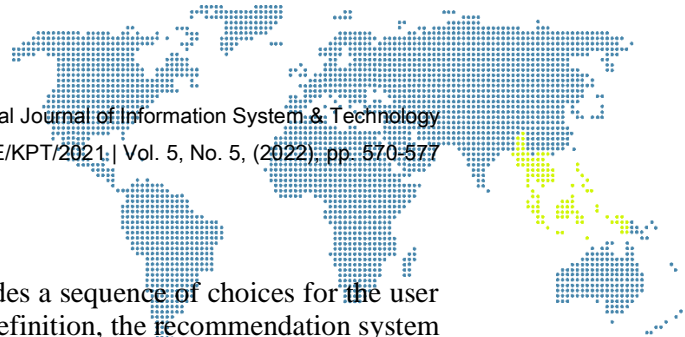 al Journal of Information System & Technology
E/KPT/2021 | Vol. 5, No. 5, (2022), pp. 570-577
des a sequence of choices for the user
efinition, the recommendation system